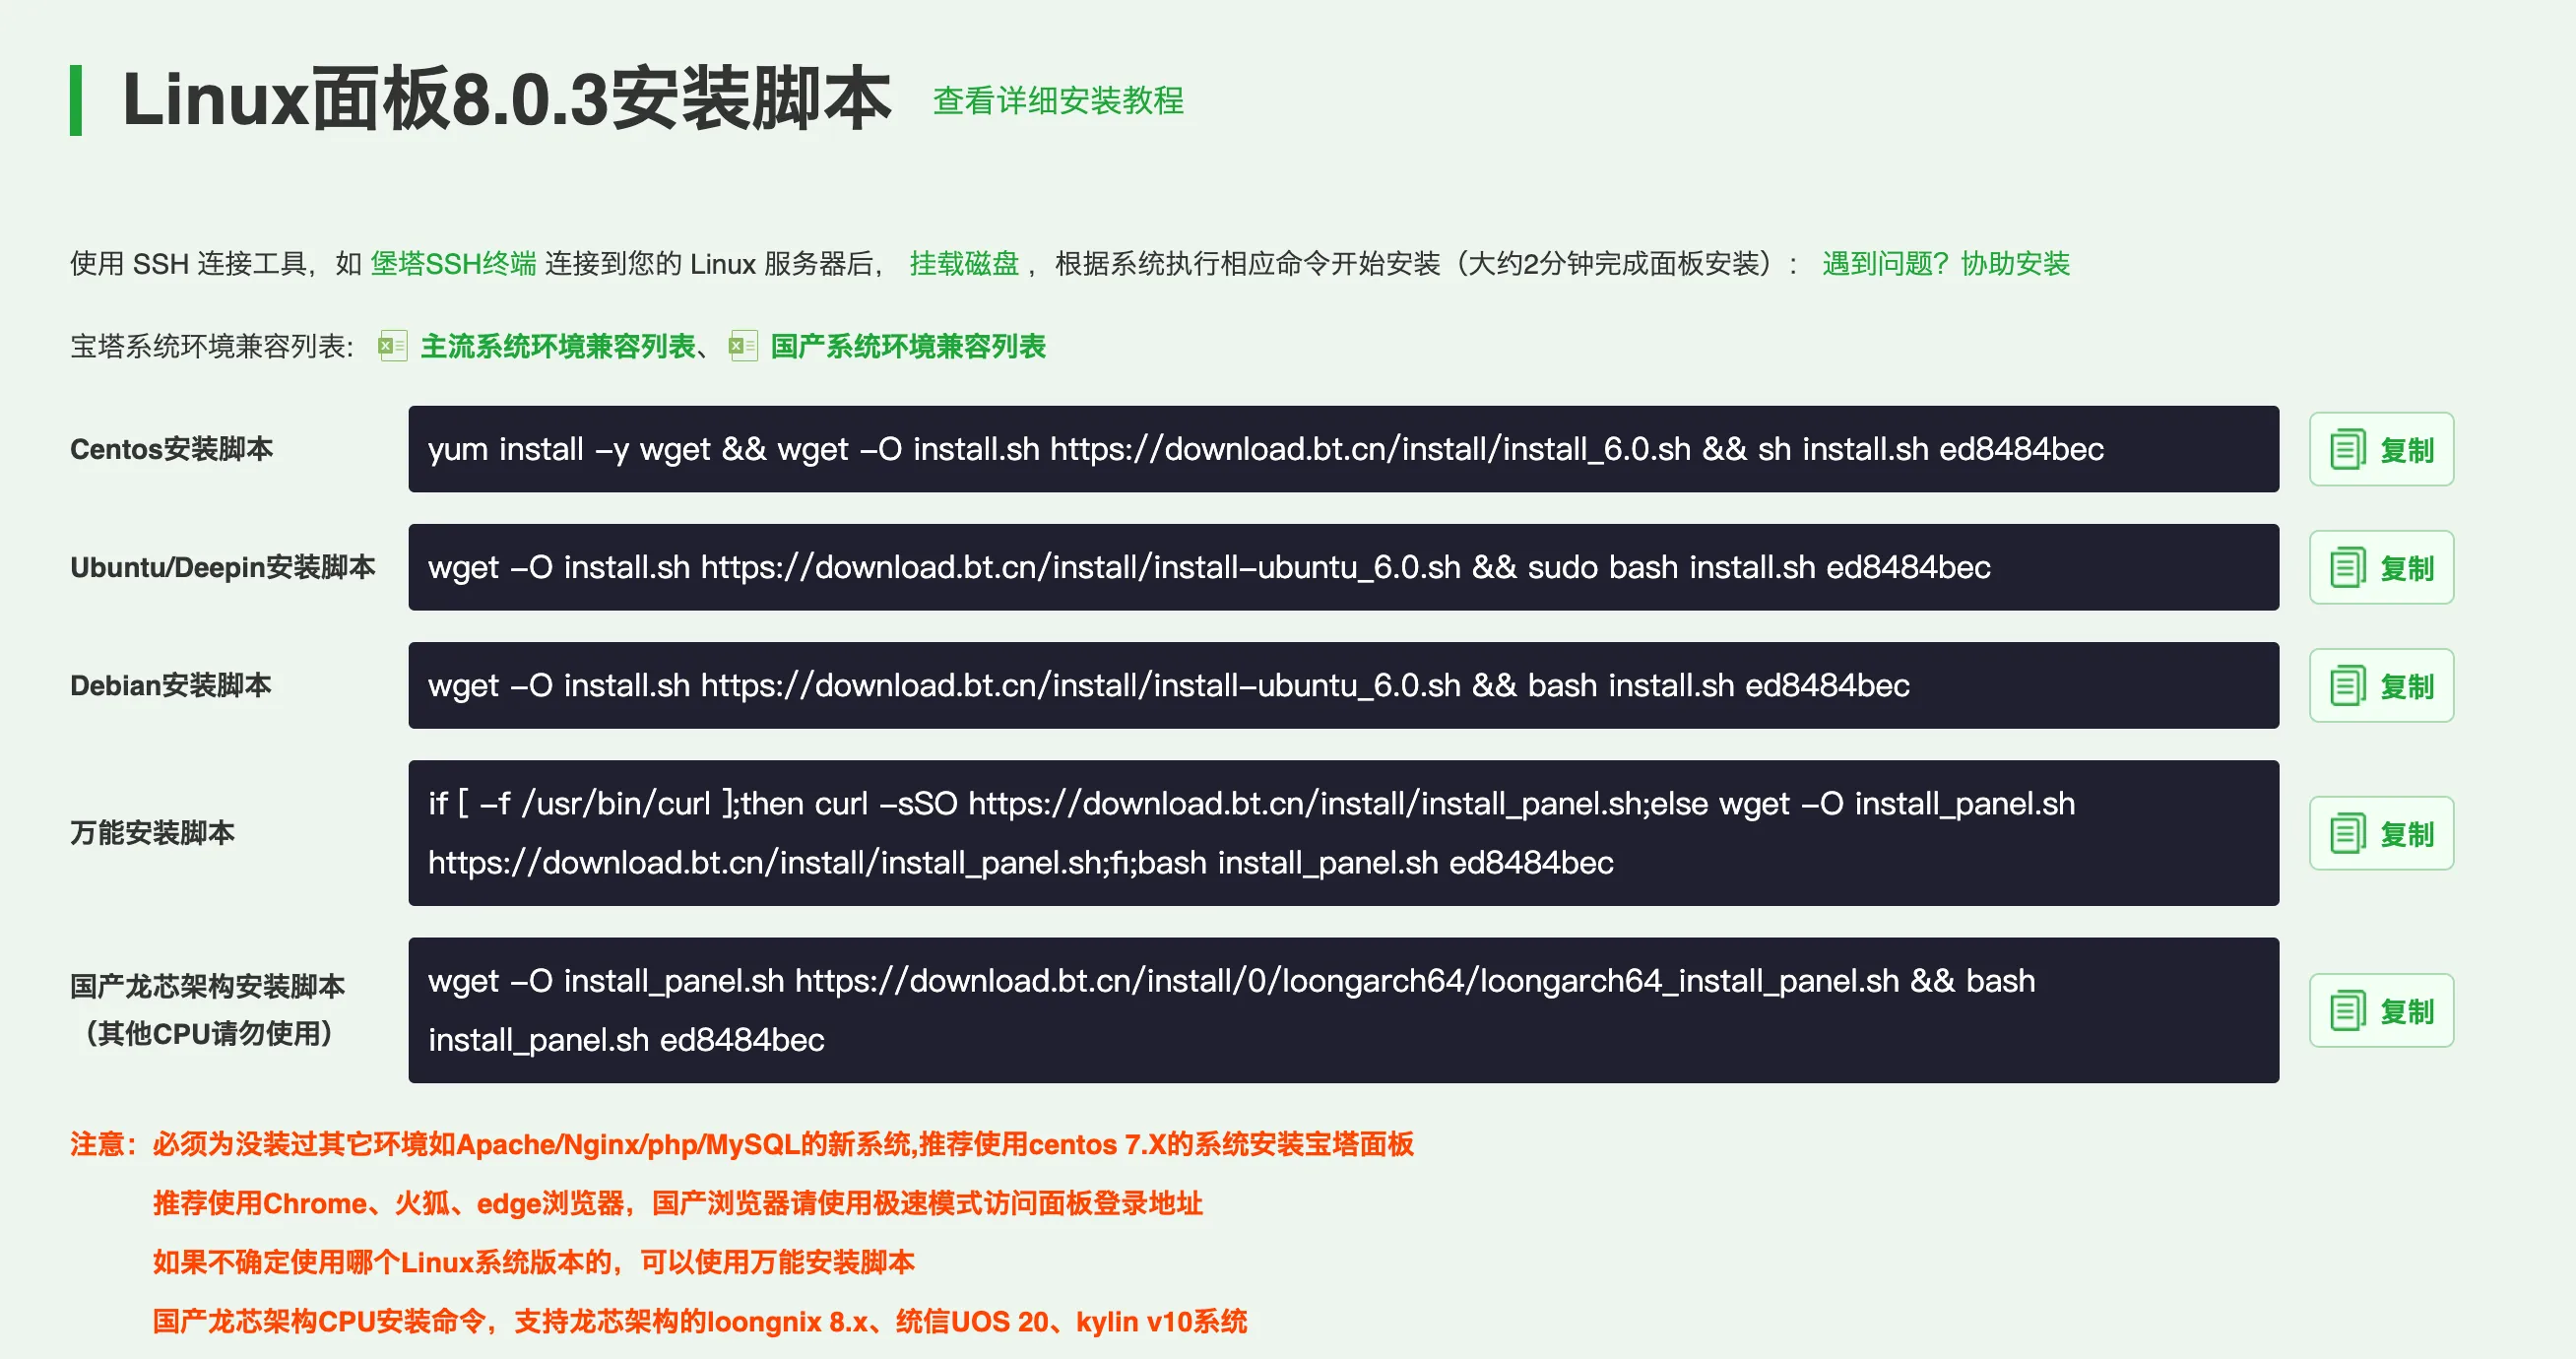 Linux面板8.0.3安装脚本 查看详细安装教程
使用 SSH 连接工具，如 堡塔SSH终端 连接到您的 Linux 服务器后， 挂载磁盘 ，根据系统执行相应命令开始安装（大约2分钟完成面板安装）： 遇到问题？协助安装
宝塔系统环境兼容列表： 主流系统环境兼容列表、 国产系统环境兼容列表
Centos安装脚本 yum install -y wget && wget -O install.sh https://download.bt.cn/install/install_6.0.sh && sh install.sh ed8484bec 复制
Ubuntu/Deepin安装脚本 wget -O install.sh https://download.bt.cn/install/install-ubuntu_6.0.sh && sudo bash install.sh ed8484bec 复制
Debian安装脚本 wget -O install.sh https://download.bt.cn/install/install-ubuntu_6.0.sh && bash install.sh ed8484bec 复制
万能安装脚本
if [ -f /usr/bin/curl ];then curl -sSO https://download.bt.cn/install/install_panel.sh;else wget -O install_panel.sh
https://download.bt.cn/install/install_panel.sh;fi;bash install_panel.sh ed8484bec
复制
国产龙芯架构安装脚本
（其他CPU请勿使用）
wget -O install_panel.sh https://download.bt.cn/install/0/loongarch64/loongarch64_install_panel.sh && bash
install_panel.sh ed8484bec
复制
注意：必须为没装过其它环境如Apache/Nginx/php/MySQL的新系统,推荐使用centos 7.X的系统安装宝塔面板
推荐使用Chrome、火狐、edge浏览器，国产浏览器请使用极速模式访问面板登录地址
如果不确定使用哪个Linux系统版本的，可以使用万能安装脚本
国产龙芯架构CPU安装命令，支持龙芯架构的loongnix 8.x、统信UOS 20、kylin v10系统